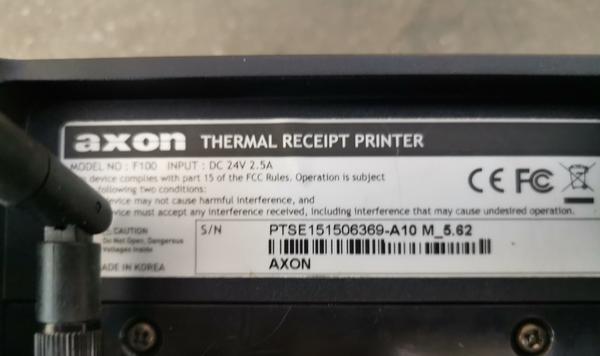 axon THERMAL RECEIPT PRINTER
MODEL NO : F100 INPUT : DC 24V 2.5A
device complies with part 15 of the FCC Rules. Operation is subject
following two conditions:
may not cause harmful interference, and
must accept any interference received, including interference that may cause undesired operation.
CE FC
CAUTION
Do Not Open, Dangerous
Voltages Inside
MADE IN KOREA
S/N PTSE151506369-A10 M_5.62
AXON